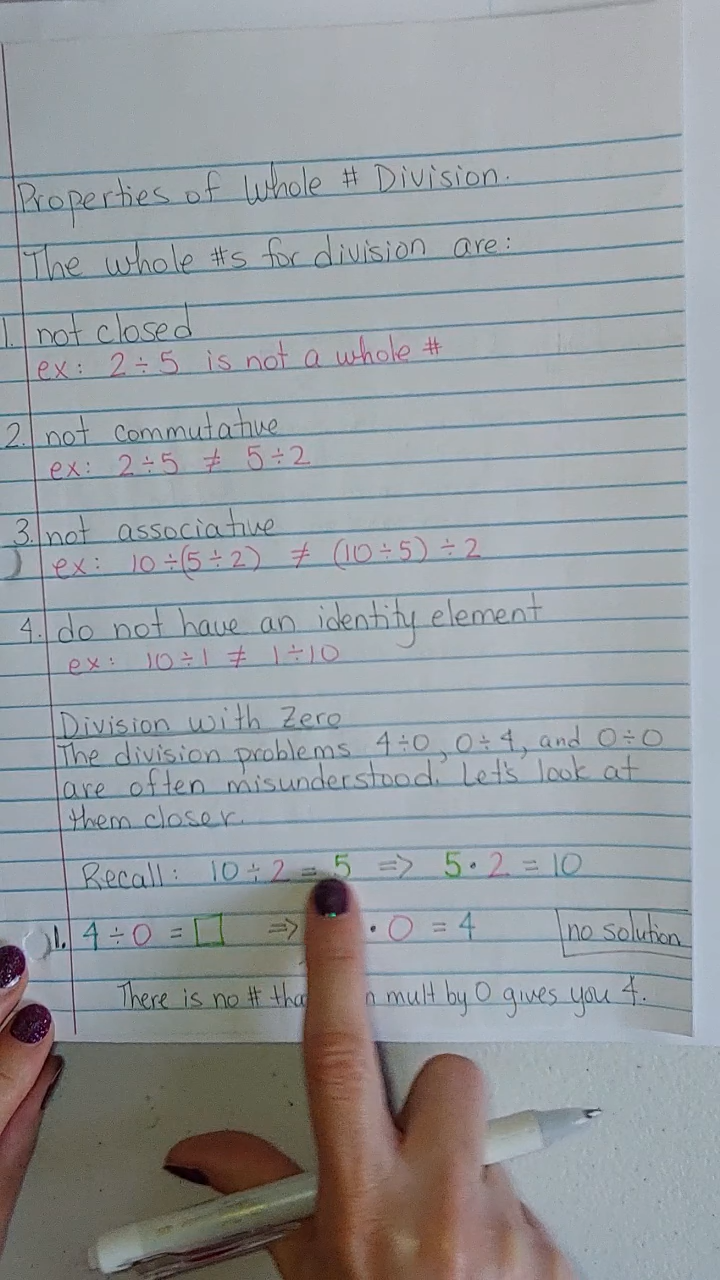 Properties of Whole # Division.
The whole #s for division are:
1. not closed
ex: 2 ÷ 5 is not a whole #
2. not commutative
ex: 2 ÷ 5 ≠ 5 ÷ 2
3. not associative
ex: 10 ÷ (5 ÷ 2) ≠ (10 ÷ 5) ÷ 2
4. do not have an identity element
ex: 10 ÷ 1 ≠ 1 ÷ 10
Division with Zero
The division problems 4 ÷ 0, 0 ÷ 4, and 0 ÷ 0
are often misunderstood. Let's look at
them closer.
Recall: 10 ÷ 2 = 5 => 5 · 2 = 10
1. 4 ÷ 0 = □ => · 0 = 4 no solution
There is no # mult by 0 gives you 4.